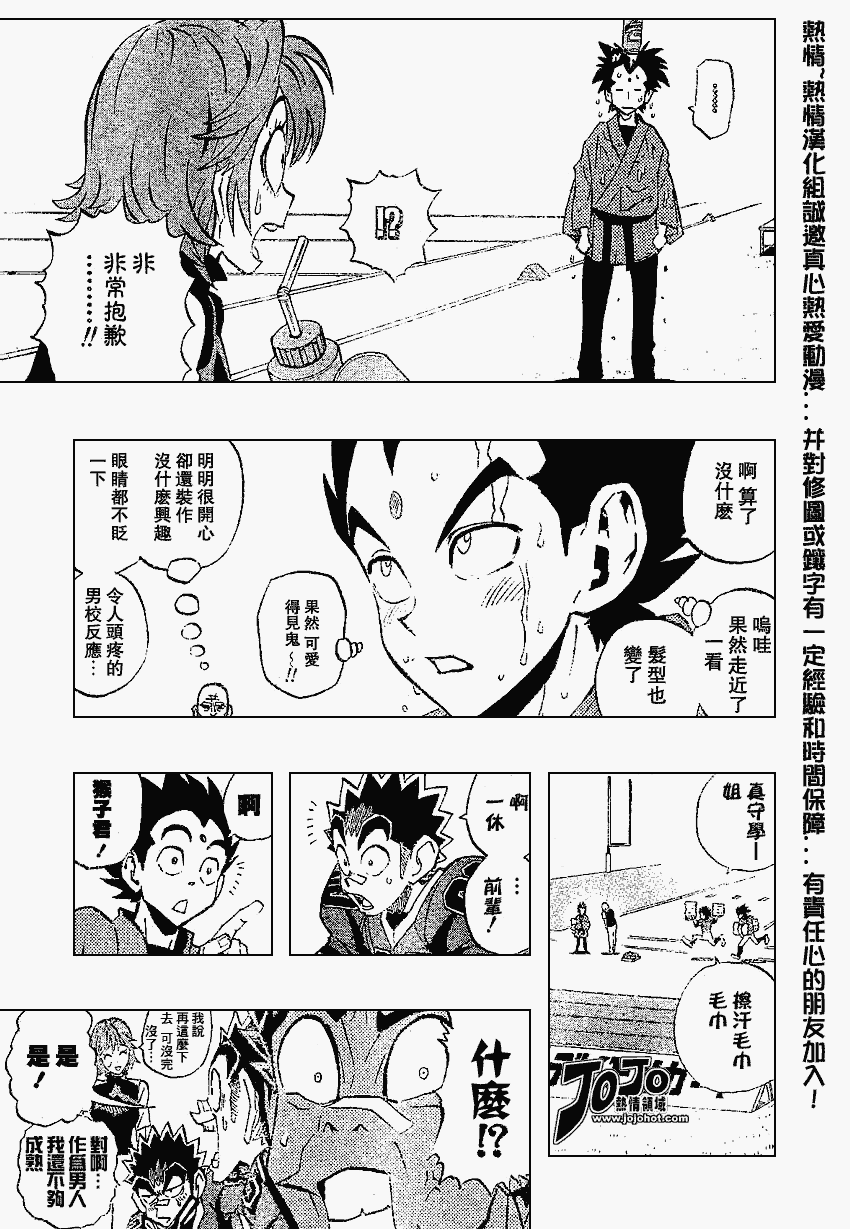 熱情~熱情漢化組誠邀真心熱愛動漫...并對修圖或鑲字有一定經驗和時間保障...有責任心的朋友加入!
……
!?
非
非常抱歉
…………!!
啊 算了
沒什麼
嗚哇
果然走近了
一看
髮型也
變了
果然 可愛
得見鬼~!!
明明很開心
卻還裝作
沒什麼興趣
眼睛都不眨
一下
令人頭疼的
男校反應…
真守學一
姐
擦汗毛巾
毛巾
JOJO
熱情領域
www.jojohot.com
啊…
一休 前輩!
啊
猴子君!
什麼!?
我說
再這麼下
去 可沒完
沒了…
是
是!
對啊…
作為男人
我還不夠
成熟